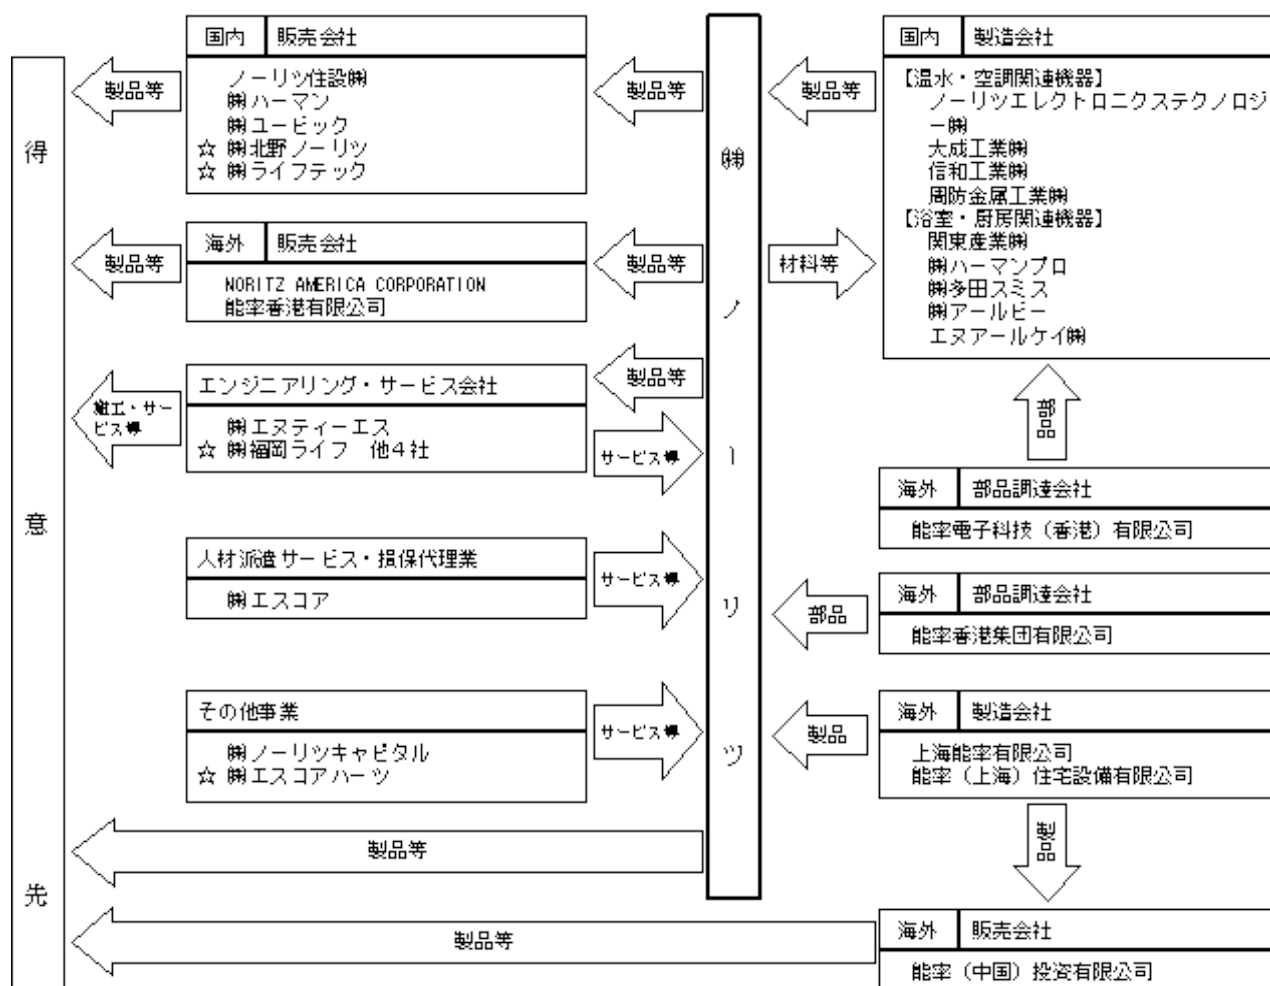 得意先
国内 販売会社
ノーリツ住設㈱
㈱ハーマン
㈱ユービック
☆ ㈱北野ノーリツ
☆ ㈱ライフテック
製品等
製品等
海外 販売会社
NORITZ AMERICA CORPORATION
能率香港有限公司
製品等
製品等
エンジニアリング・サービス会社
㈱エヌティーエス
☆ ㈱福岡ライフ 他4社
施工・サー
ビス等
製品等
サービス等
人材派遣サービス・損保代理業
㈱エスコア
サービス等
その他事業
㈱ノーリツキャピタル
☆ ㈱エスコアハーツ
サービス等
製品等
製品等
㈱ノーリツ
製品等
材料等
国内 製造会社
【温水・空調関連機器】
ノーリツエレクトロニクステクノロジ
ー㈱
大成工業㈱
信和工業㈱
周防金属工業㈱
【浴室・厨房関連機器】
関東産業㈱
㈱ハーマンプロ
㈱多田スミス
㈱アールビー
エヌアールケイ㈱
部品
海外 部品調達会社
能率電子科技（香港）有限公司
海外 部品調達会社
能率香港集団有限公司
部品
海外 製造会社
上海能率有限公司
能率（上海）住宅設備有限公司
製品
製品
海外 販売会社
能率（中国）投資有限公司